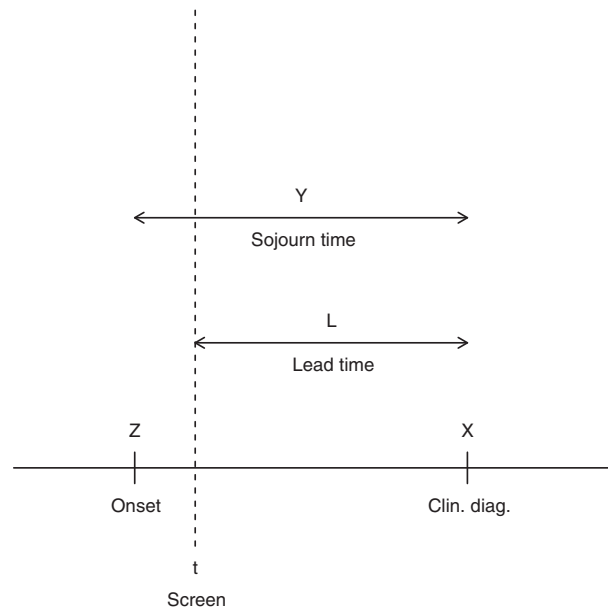 Y
Sojourn time
L
Lead time
Z X
Onset Clin. diag.
t
Screen